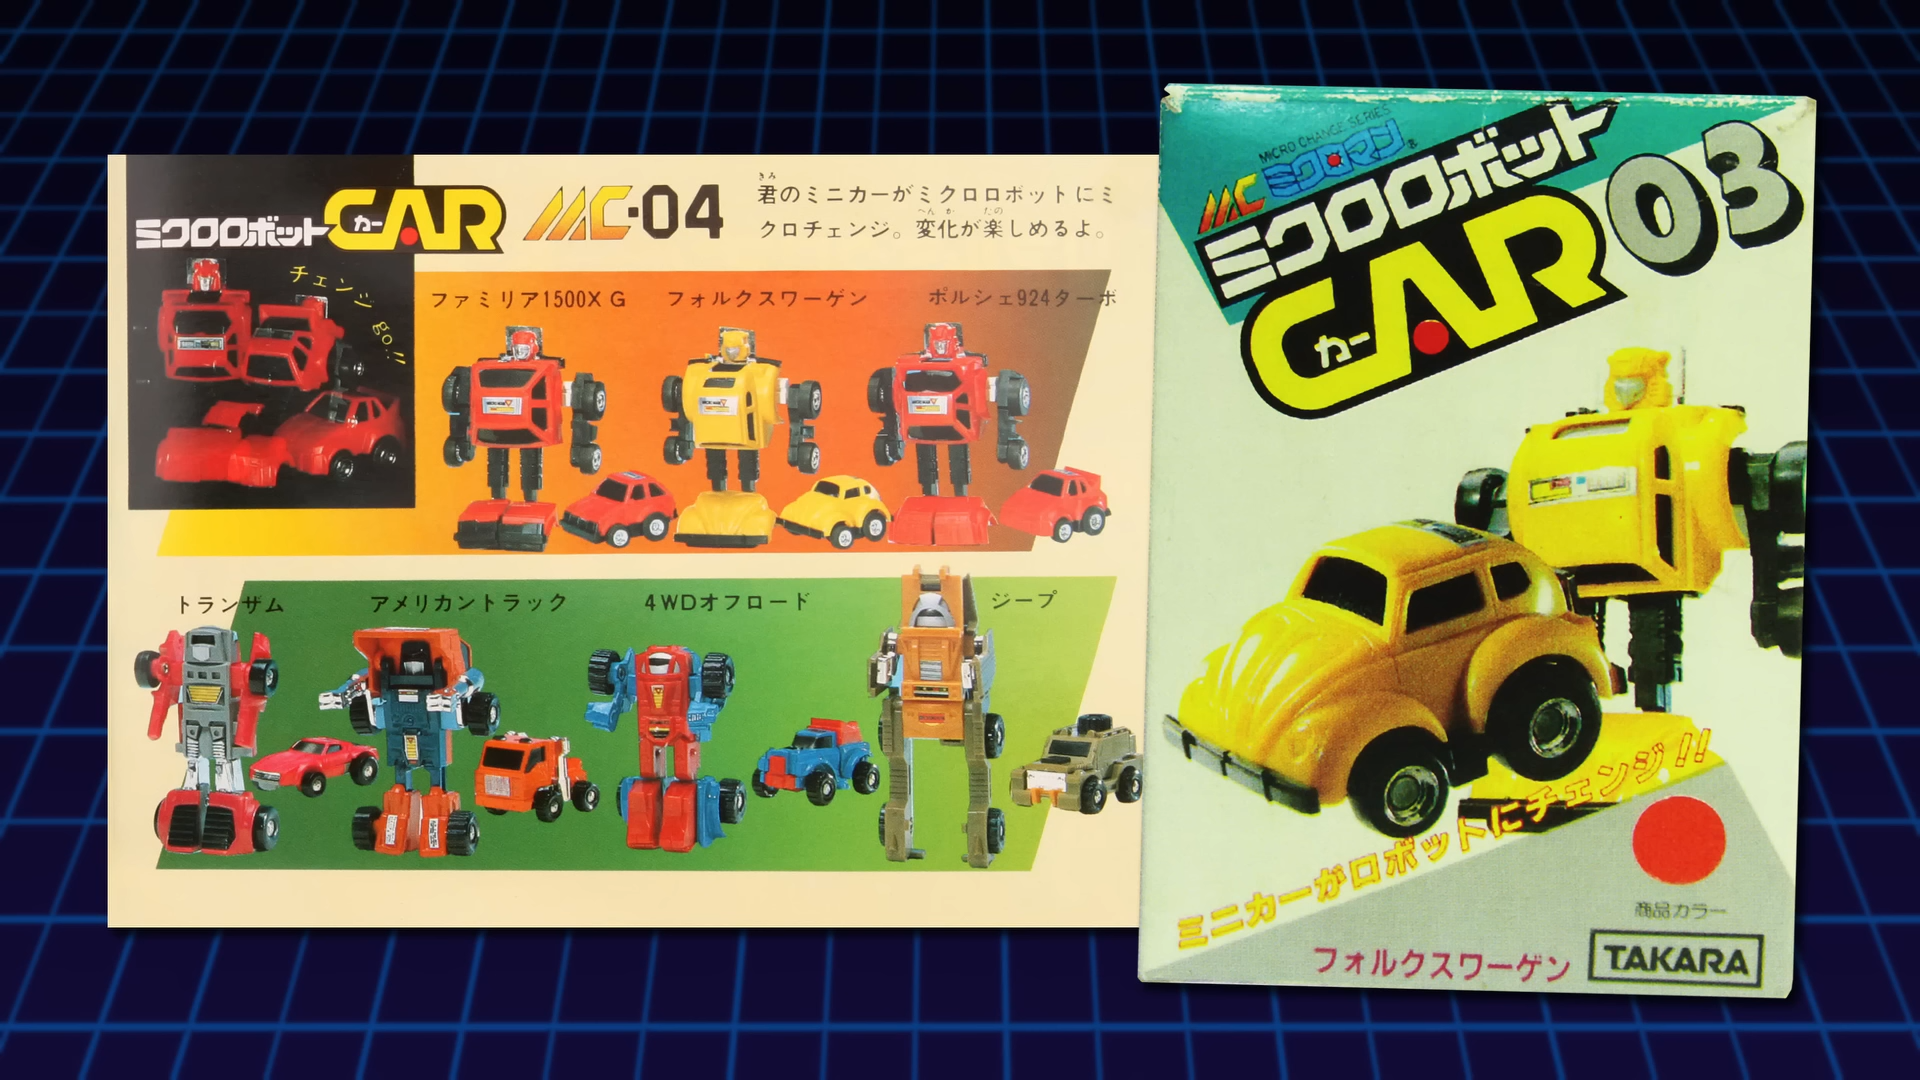 ミクロロボット カー CAR MC-04
君のミニカーがミクロロボットにミ
クロチェンジ。変化が楽しめるよ。
チェンジ go!!
ファミリア1500X G フォルクスワーゲン ポルシェ924ターボ
トランザム アメリカントラック 4WDオフロード ジープ
MICRO CHANGE SERIES
MC ミクロマン
ミクロロボット
カー CAR 03
ミニカーがロボットにチェンジ!!
商品カラー
フォルクスワーゲン TAKARA